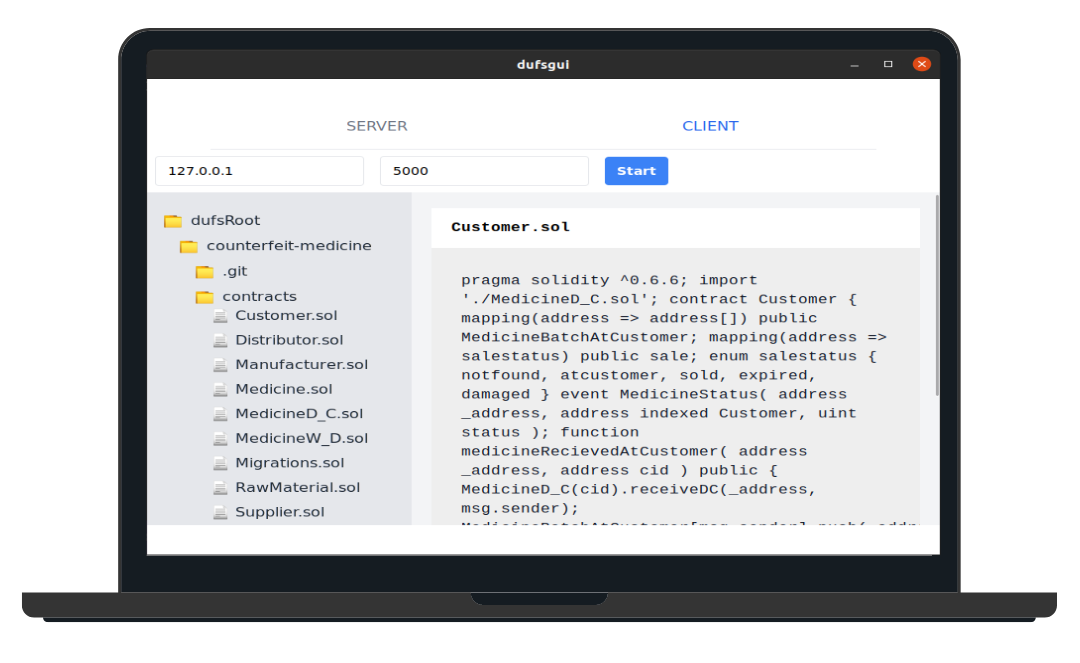 dufsgui
SERVER
CLIENT
127.0.0.1
5000
Start
dufsRoot
counterfeit-medicine
.git
contracts
Customer.sol
Distributor.sol
Manufacturer.sol
Medicine.sol
MedicineD_C.sol
MedicineW_D.sol
Migrations.sol
RawMaterial.sol
Supplier.sol
Customer.sol
pragma solidity ^0.6.6; import
'./MedicineD_C.sol'; contract Customer {
mapping(address => address[]) public
MedicineBatchAtCustomer; mapping(address =>
salestatus) public sale; enum salestatus {
notfound, atcustomer, sold, expired,
damaged } event MedicineStatus( address
_address, address indexed Customer, uint
status ); function
medicineRecievedAtCustomer( address
_address, address cid ) public {
MedicineD_C(cid).receiveDC(_address,
msg.sender);